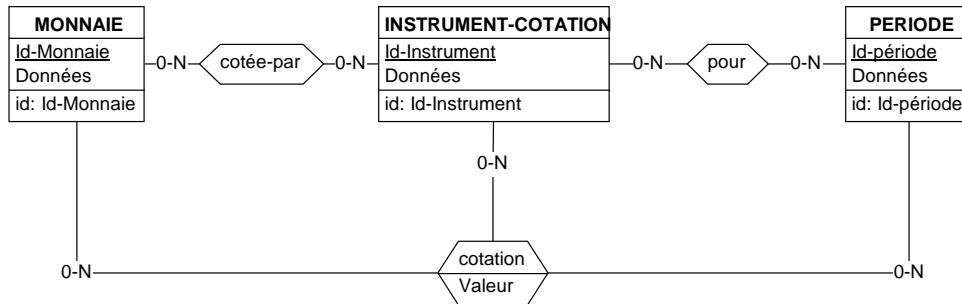 MONNAIE
Id-Monnaie
Données
id: Id-Monnaie
0-N
cotée-par
0-N
INSTRUMENT-COTATION
Id-Instrument
Données
id: Id-Instrument
0-N
pour
0-N
PERIODE
Id-période
Données
id: Id-période
0-N
0-N
cotation
Valeur
0-N